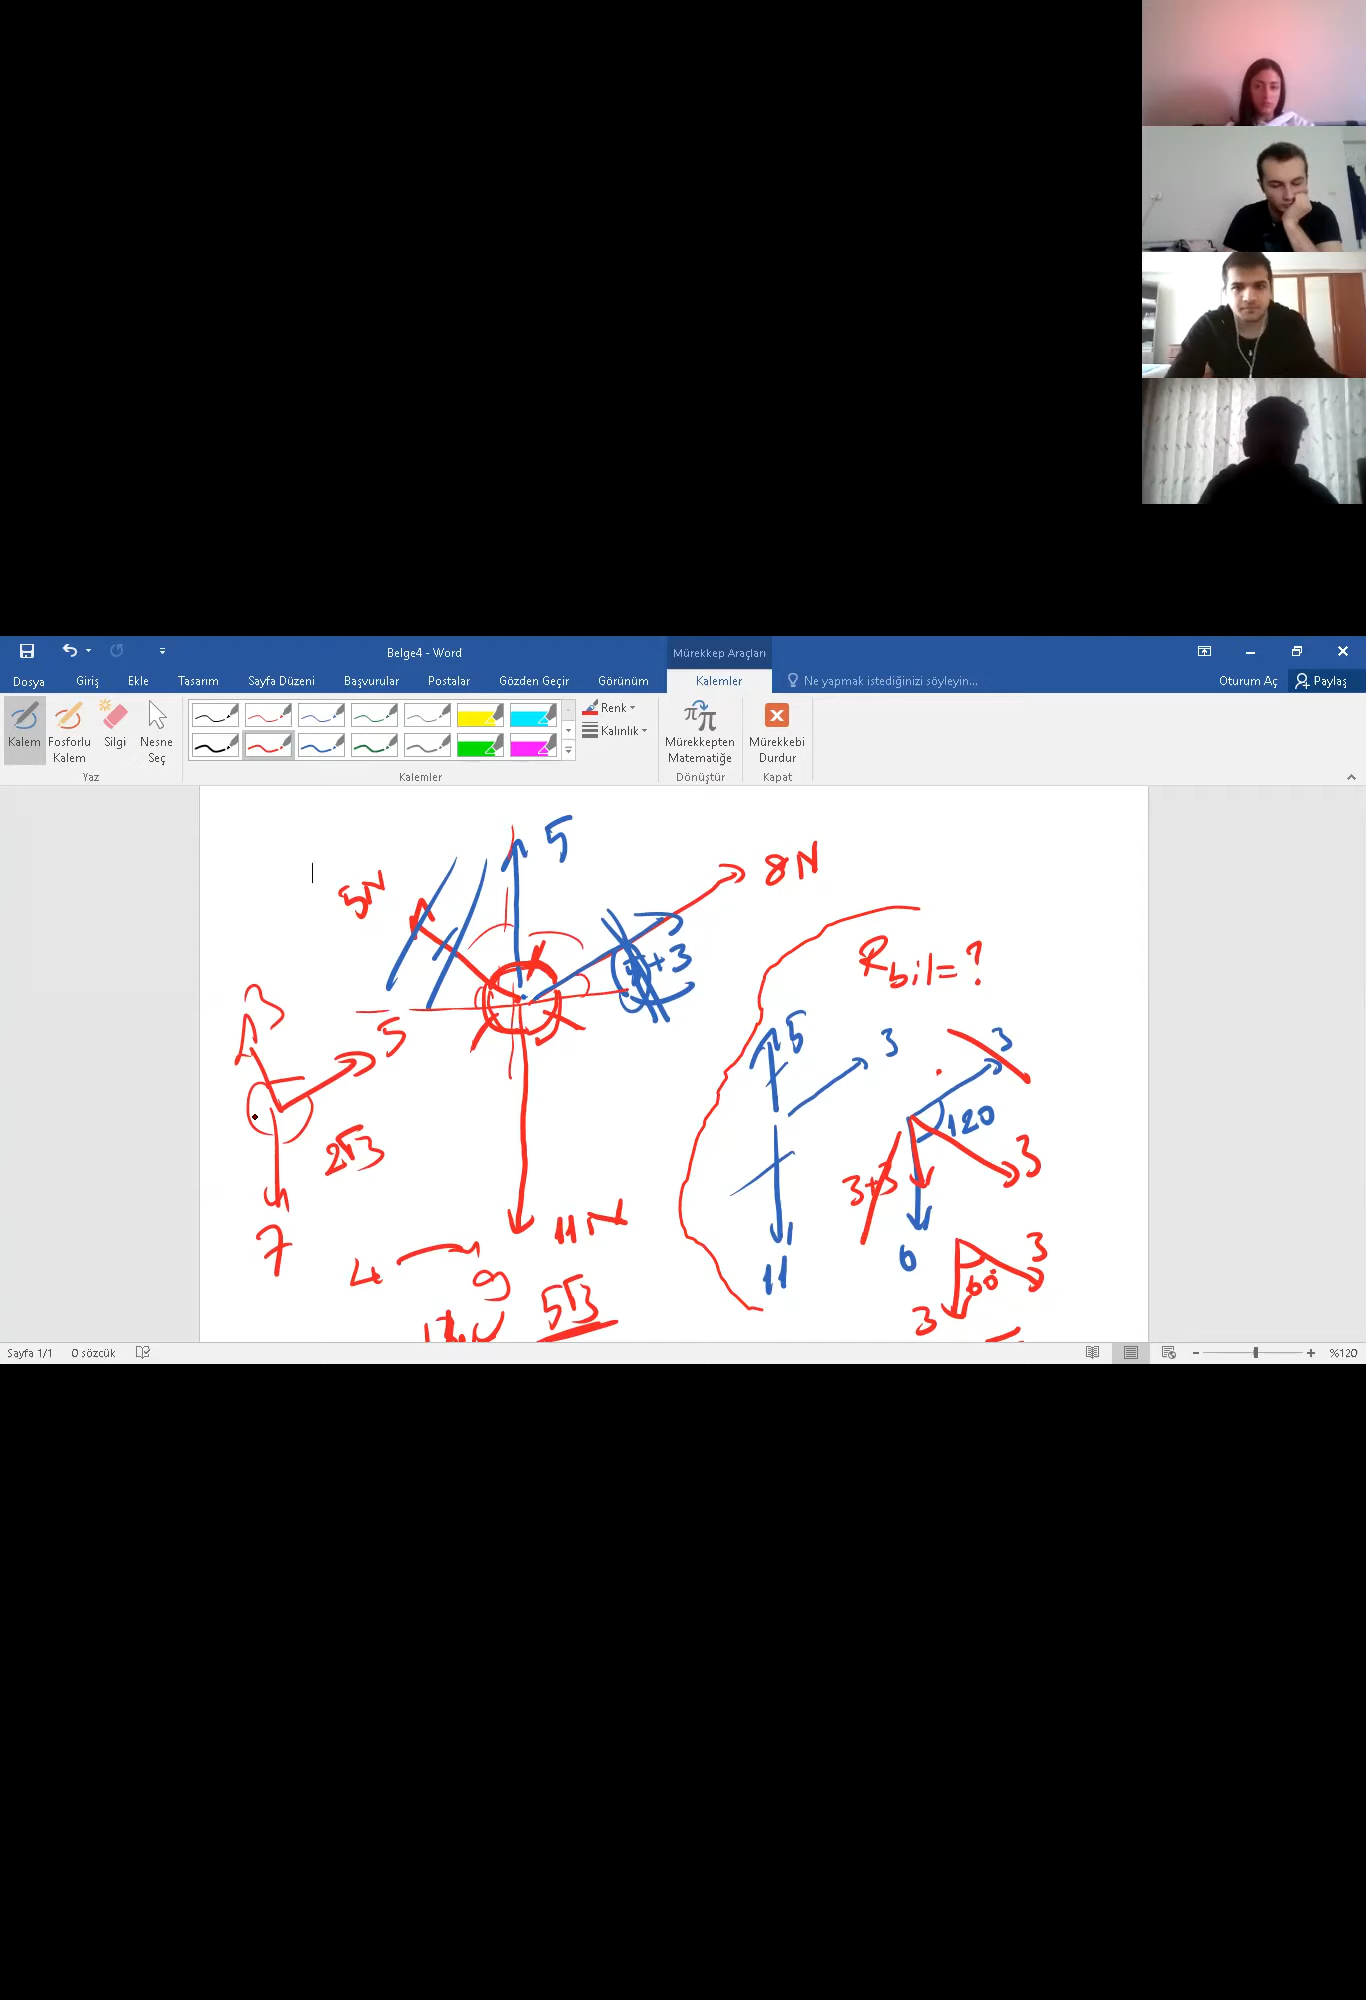 Belge4 - Word
Mürekkep Araçları
Dosya Giriş Ekle Tasarım Sayfa Düzeni Başvurular Postalar Gözden Geçir Görünüm Kalemler Ne yapmak istediğinizi söyleyin... Oturum Aç Paylaş
Kalem Fosforlu Kalem Silgi Nesne Seç
Renk
Kalınlık
Mürekkepten Matematiğe
Mürekkebi Durdur
Yaz Kalemler Dönüştür Kapat
5
8N
5N
+3
Rbil=?
3
5
5
3
3
120
2√3
3
3+3
7
11N
11
6
4
9
5√3
3
60°
3
Sayfa 1/1 0 sözcük %120